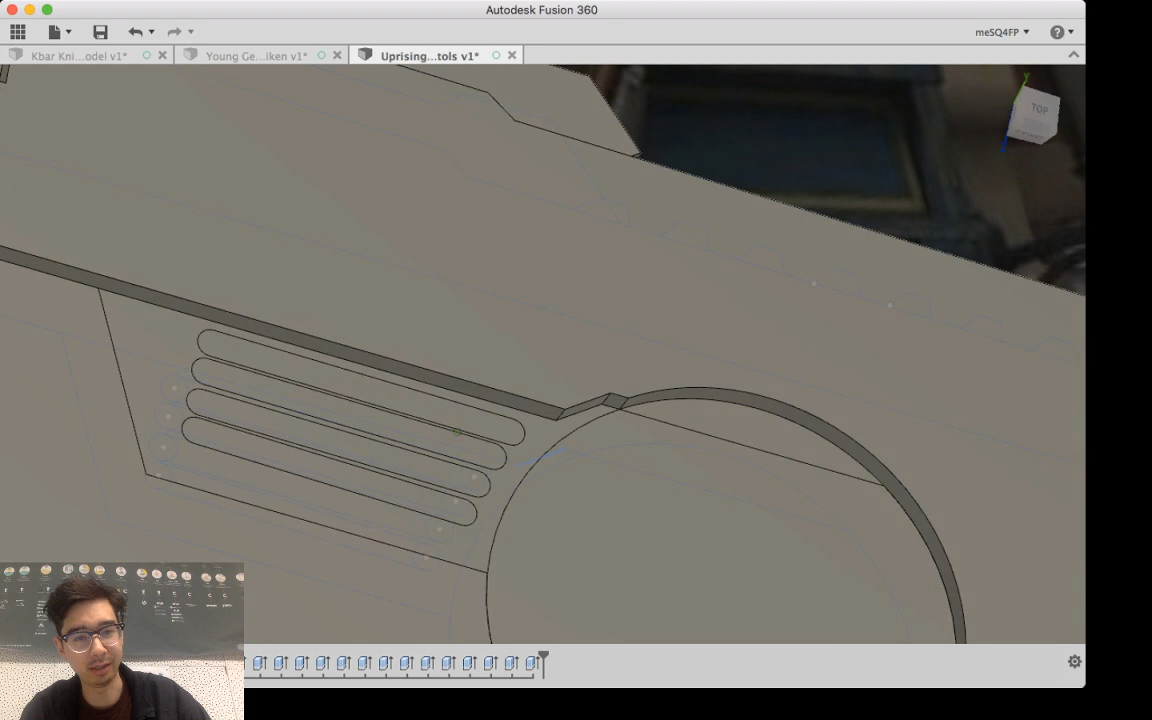 Autodesk Fusion 360
meSQ4FP
Kbar Kni...odel v1*
Young Ge...iken v1*
Uprising...tols v1*
Y
TOP